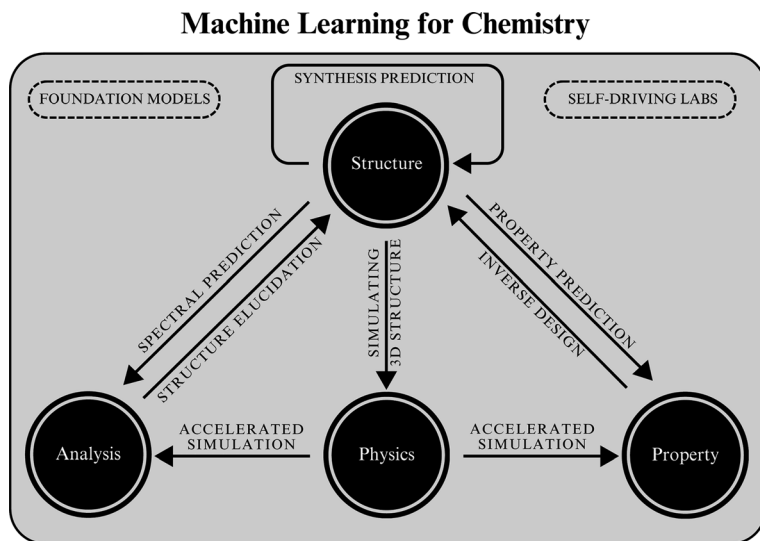 Machine Learning for Chemistry
FOUNDATION MODELS
SYNTHESIS PREDICTION
SELF-DRIVING LABS
Structure
SPECTRAL PREDICTION
STRUCTURE ELUCIDATION
SIMULATING
3D STRUCTURE
PROPERTY PREDICTION
INVERSE DESIGN
Analysis
ACCELERATED
SIMULATION
Physics
ACCELERATED
SIMULATION
Property